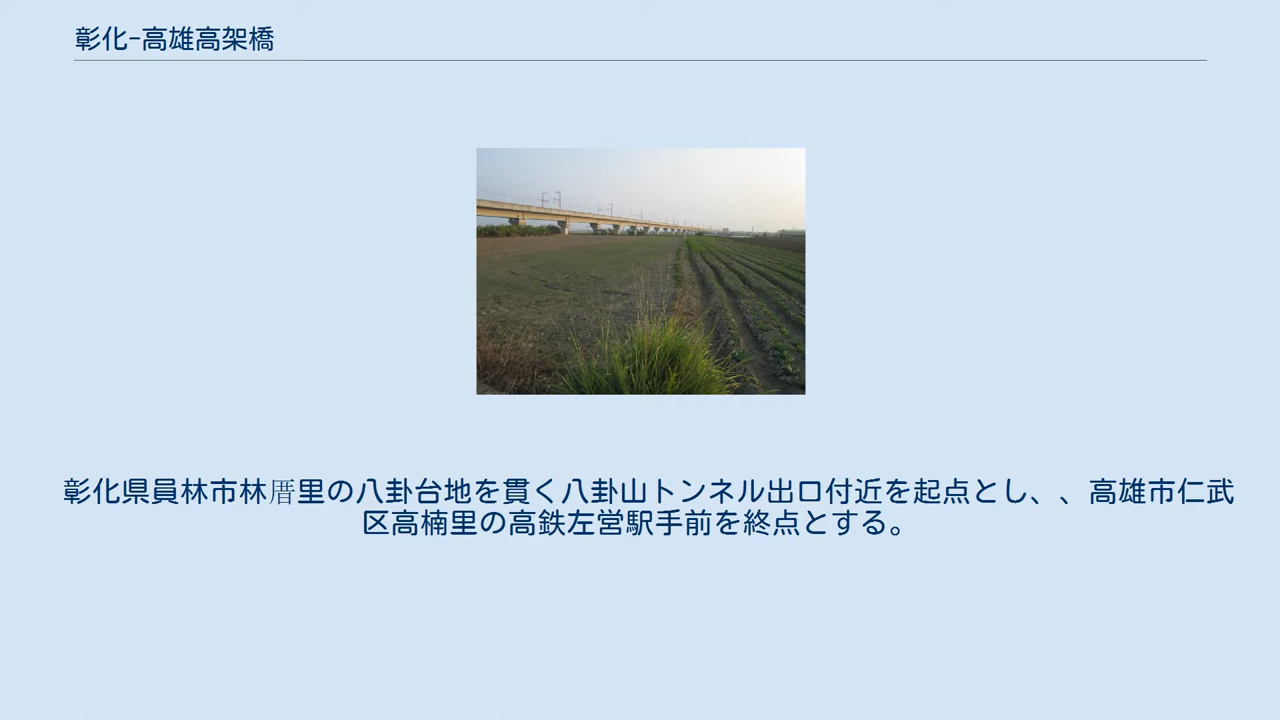 彰化-高雄高架橋
彰化県員林市林厝里の八卦台地を貫く八卦山トンネル出口付近を起点とし、、高雄市仁武
区高楠里の高鉄左営駅手前を終点とする。